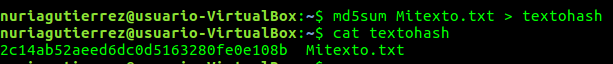 nuriagutierrez@usuario-VirtualBox:~$ md5sum Mitexto.txt > textohash
nuriagutierrez@usuario-VirtualBox:~$ cat textohash
2c14ab52aeed6dc0d5163280fe0e108b  Mitexto.txt